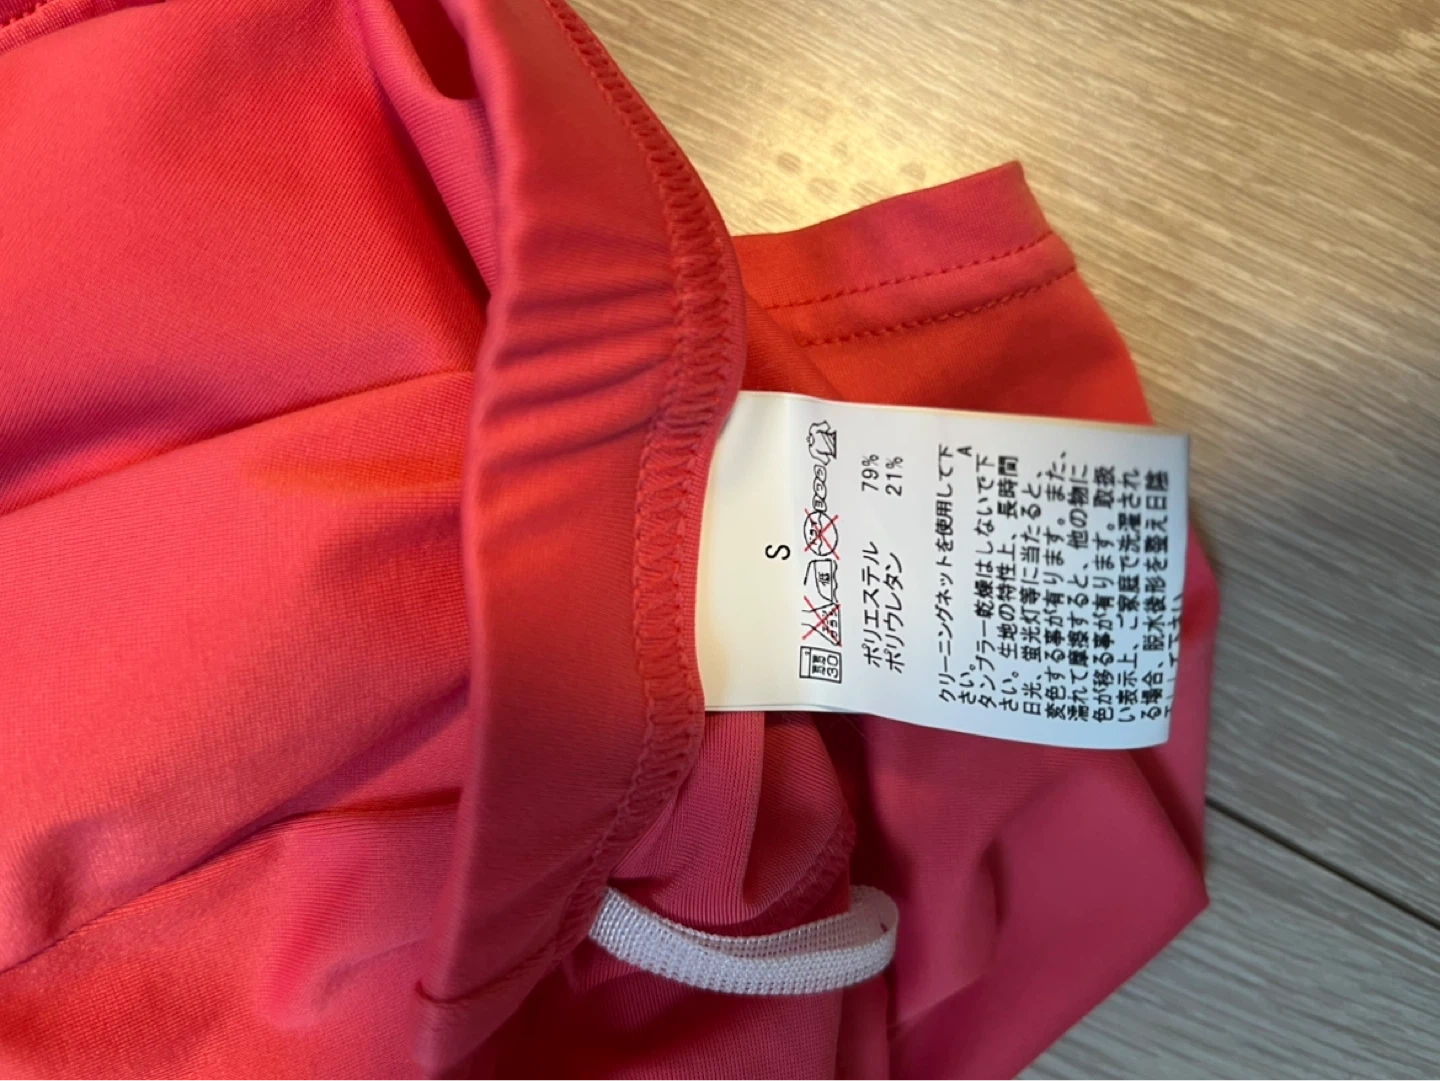 S
弱
30
低
ポリエステル 79%
ポリウレタン 21%
クリーニングネットを使用して下
さい。 A
タンブラー乾燥はしないで下
さい。生地の特性上、長時間
日光、蛍光灯等に当たると、
変色する事が有ります。また、
濡れて摩擦すると、他の物に
色が移る事が有ります。取扱
い表示上、ご家庭で洗濯され
る場合、脱水後形を整え日陰